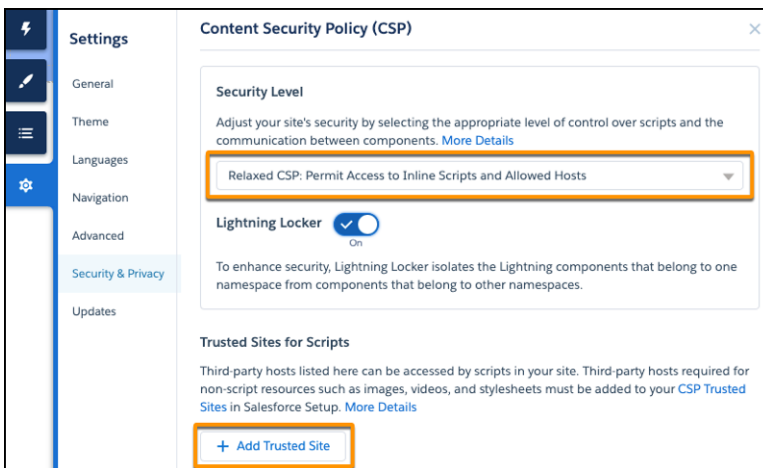 Settings
General
Theme
Languages
Navigation
Advanced
Security & Privacy
Updates
Content Security Policy (CSP)
Security Level
Adjust your site's security by selecting the appropriate level of control over scripts and the
communication between components. More Details
Relaxed CSP: Permit Access to Inline Scripts and Allowed Hosts
Lightning Locker
On
To enhance security, Lightning Locker isolates the Lightning components that belong to one
namespace from components that belong to other namespaces.
Trusted Sites for Scripts
Third-party hosts listed here can be accessed by scripts in your site. Third-party hosts required for
non-script resources such as images, videos, and stylesheets must be added to your CSP Trusted
Sites in Salesforce Setup. More Details
+ Add Trusted Site